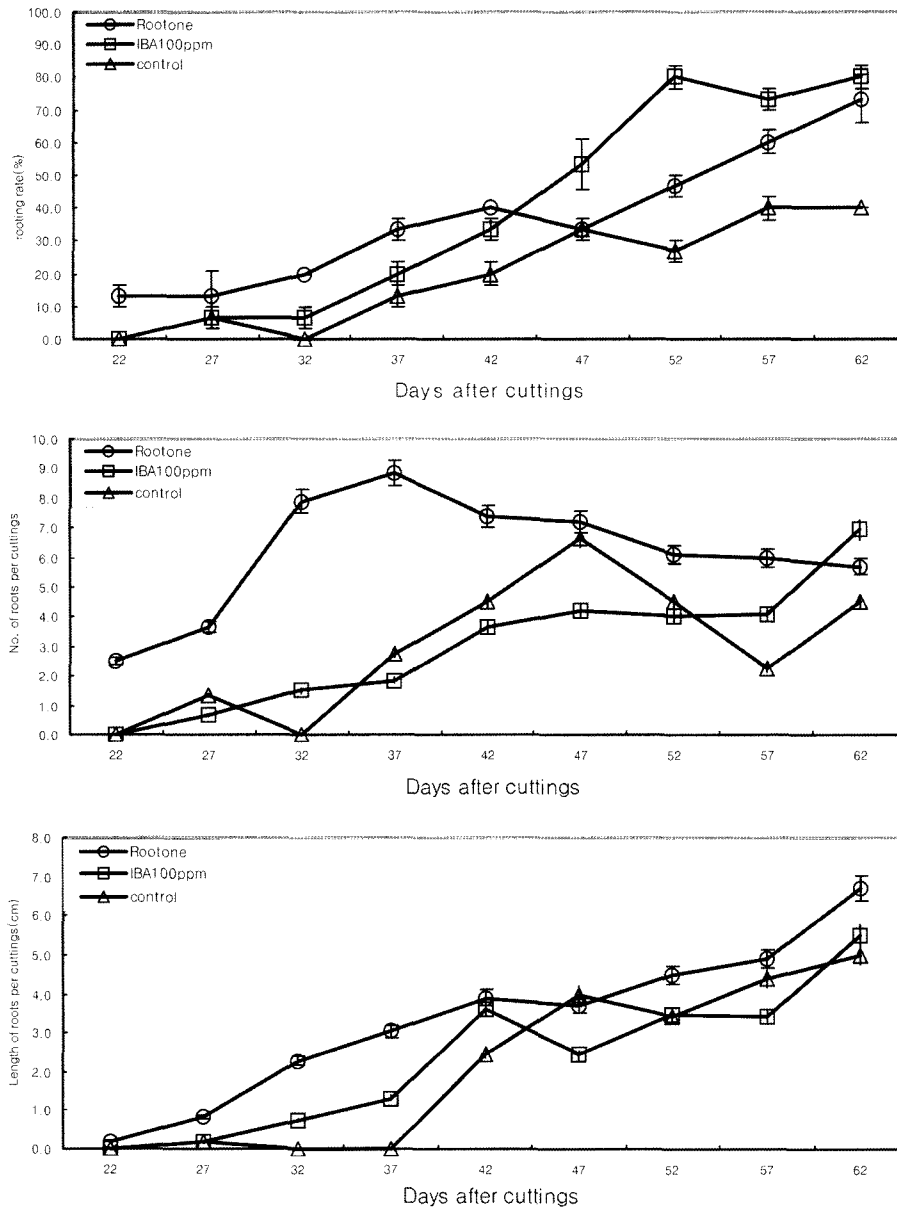 Rootone
IBA100ppm
control
100.0
90.0
80.0
70.0
60.0
50.0
40.0
30.0
20.0
10.0
0.0
rooting rate(%)
22 27 32 37 42 47 52 57 62
Days after cuttings
Rootone
IBA100ppm
control
10.0
9.0
8.0
7.0
6.0
5.0
4.0
3.0
2.0
1.0
0.0
No. of roots per cuttings
22 27 32 37 42 47 52 57 62
Days after cuttings
Rootone
IBA100ppm
control
8.0
7.0
6.0
5.0
4.0
3.0
2.0
1.0
0.0
Length of roots per cuttings(cm)
22 27 32 37 42 47 52 57 62
Days after cuttings